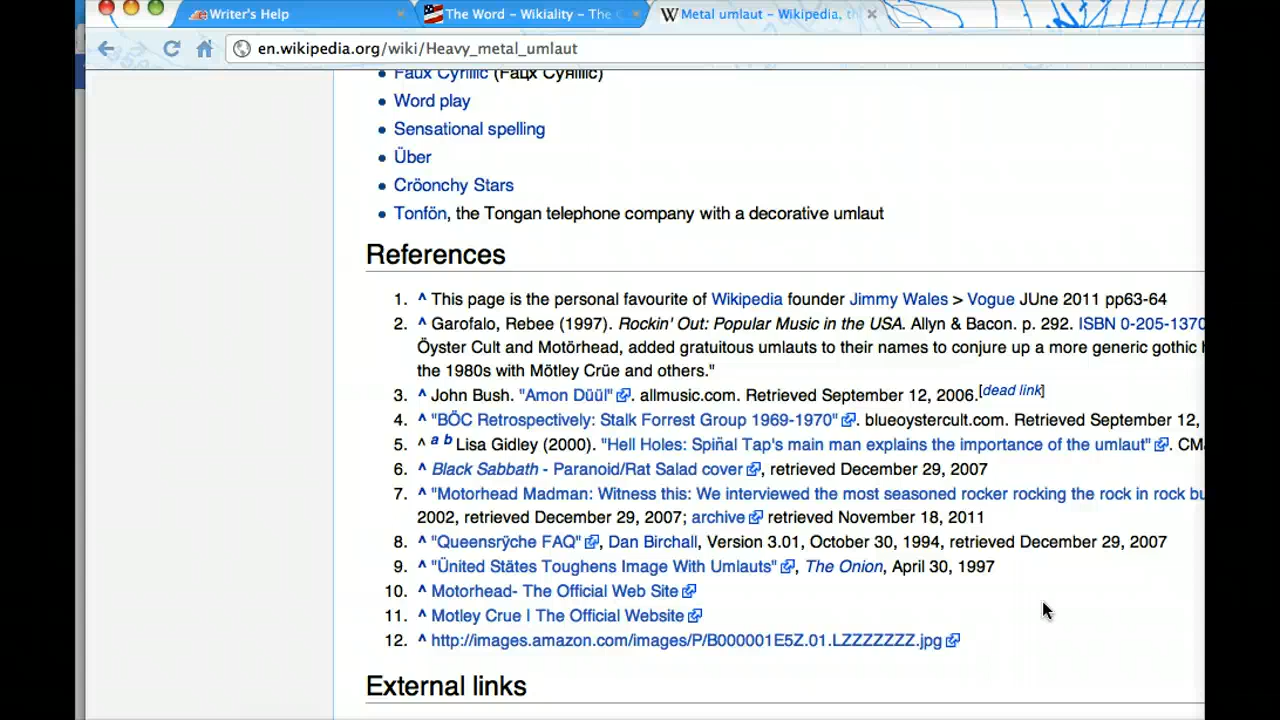 Writer's Help
The Word – Wikiality – The C
Metal umlaut – Wikipedia, th
en.wikipedia.org/wiki/Heavy_metal_umlaut
Faux Cyrillic (Faцx Cyяillic)
Word play
Sensational spelling
Über
Cröonchy Stars
Tonfön, the Tongan telephone company with a decorative umlaut
References
1. ^ This page is the personal favourite of Wikipedia founder Jimmy Wales > Vogue JUne 2011 pp63-64
2. ^ Garofalo, Rebee (1997). Rockin' Out: Popular Music in the USA. Allyn & Bacon. p. 292. ISBN 0-205-1370
Öyster Cult and Motörhead, added gratuitous umlauts to their names to conjure up a more generic gothic h
the 1980s with Mötley Crüe and others."
3. ^ John Bush. "Amon Düül". allmusic.com. Retrieved September 12, 2006.[dead link]
4. ^ "BÖC Retrospectively: Stalk Forrest Group 1969-1970". blueoystercult.com. Retrieved September 12,
5. ^ a b Lisa Gidley (2000). "Hell Holes: Spiñal Tap's main man explains the importance of the umlaut". CM
6. ^ Black Sabbath - Paranoid/Rat Salad cover, retrieved December 29, 2007
7. ^ "Motorhead Madman: Witness this: We interviewed the most seasoned rocker rocking the rock in rock bu
2002, retrieved December 29, 2007; archive retrieved November 18, 2011
8. ^ "Queensrÿche FAQ", Dan Birchall, Version 3.01, October 30, 1994, retrieved December 29, 2007
9. ^ "Ünited Stätes Toughens Image With Umlauts", The Onion, April 30, 1997
10. ^ Motorhead- The Official Web Site
11. ^ Motley Crue | The Official Website
12. ^ http://images.amazon.com/images/P/B000001E5Z.01.LZZZZZZZ.jpg
External links